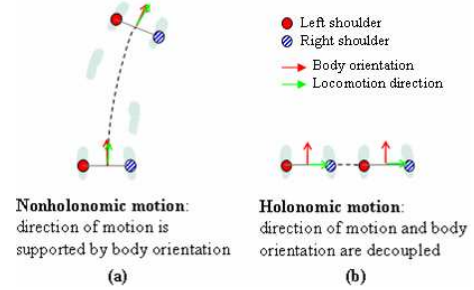 Left shoulder
Right shoulder
Body orientation
Locomotion direction
Nonholonomic motion:
direction of motion is
supported by body orientation
(a)
Holonomic motion:
direction of motion and body
orientation are decoupled
(b)